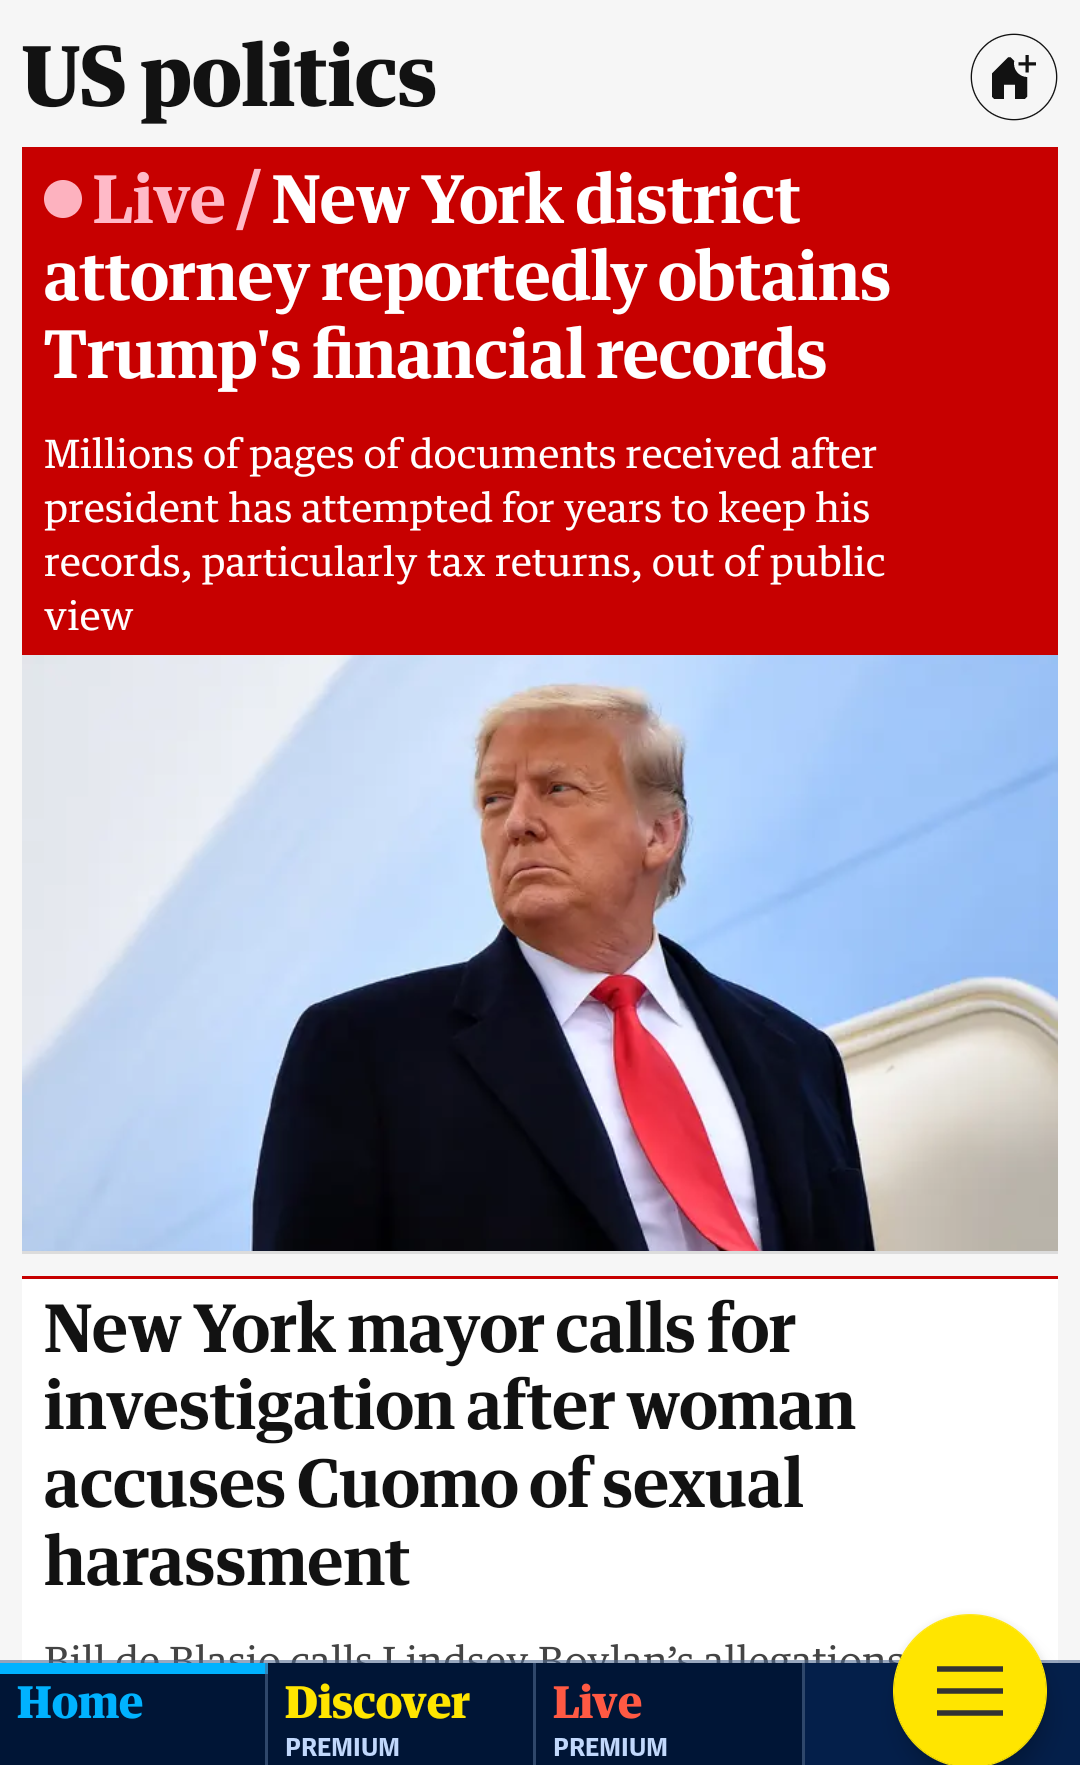 US politics
Live / New York district
attorney reportedly obtains
Trump's financial records
Millions of pages of documents received after
president has attempted for years to keep his
records, particularly tax returns, out of public
view
New York mayor calls for
investigation after woman
accuses Cuomo of sexual
harassment
Bill de Blasio calls Lindsey Boylan’s allegations
Home
Discover
PREMIUM
Live
PREMIUM